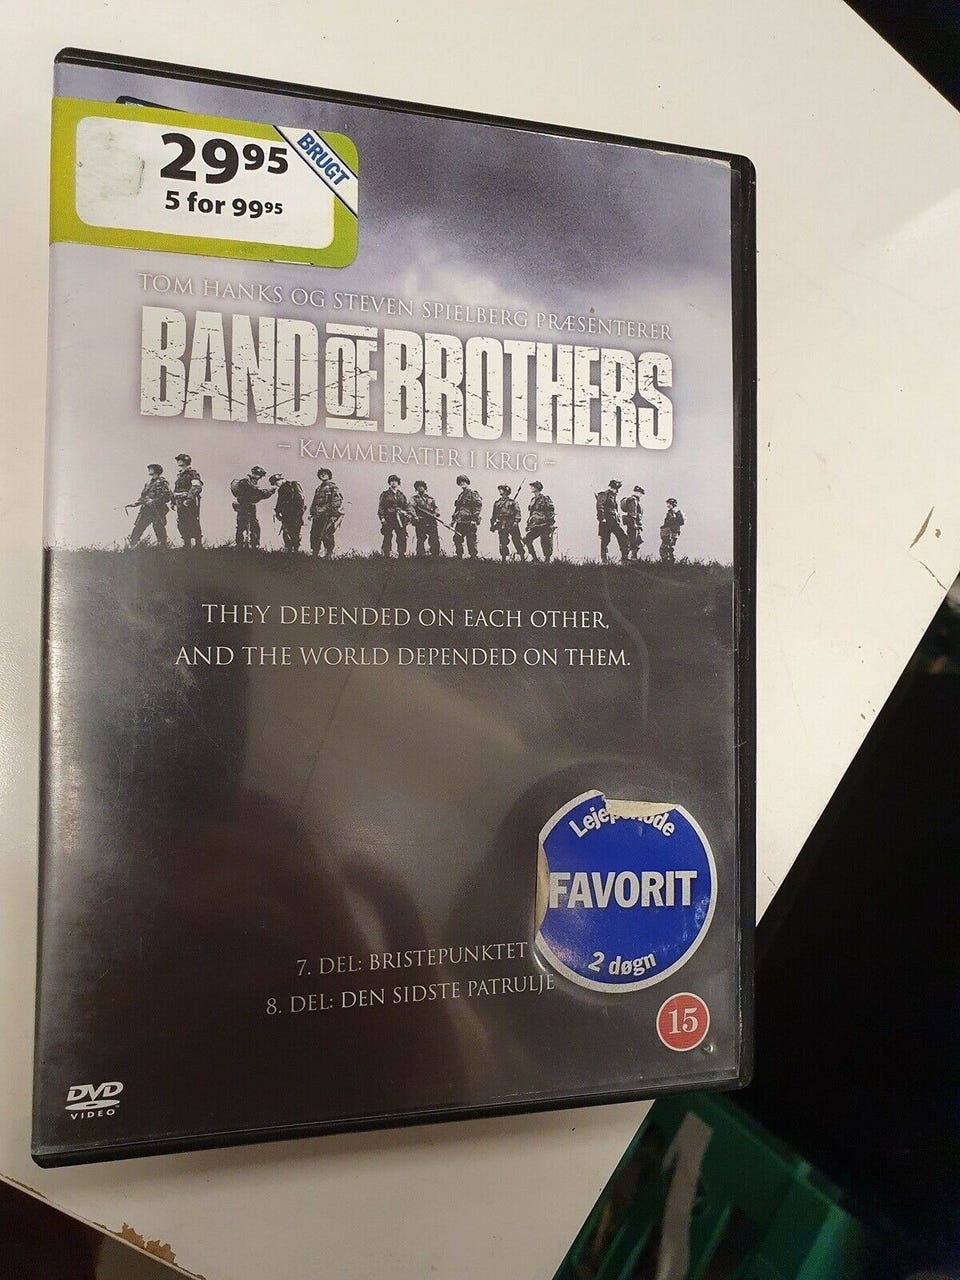 29⁹⁵
BRUGT
5 for 99⁹⁵
TOM HANKS OG STEVEN SPIELBERG PRÆSENTERER
BAND OF BROTHERS
- KAMMERATER I KRIG -
THEY DEPENDED ON EACH OTHER,
AND THE WORLD DEPENDED ON THEM.
Lejeperiode
FAVORIT
2 døgn
7. DEL: BRISTEPUNKTET
8. DEL: DEN SIDSTE PATRULJE
15
DVD
VIDEO